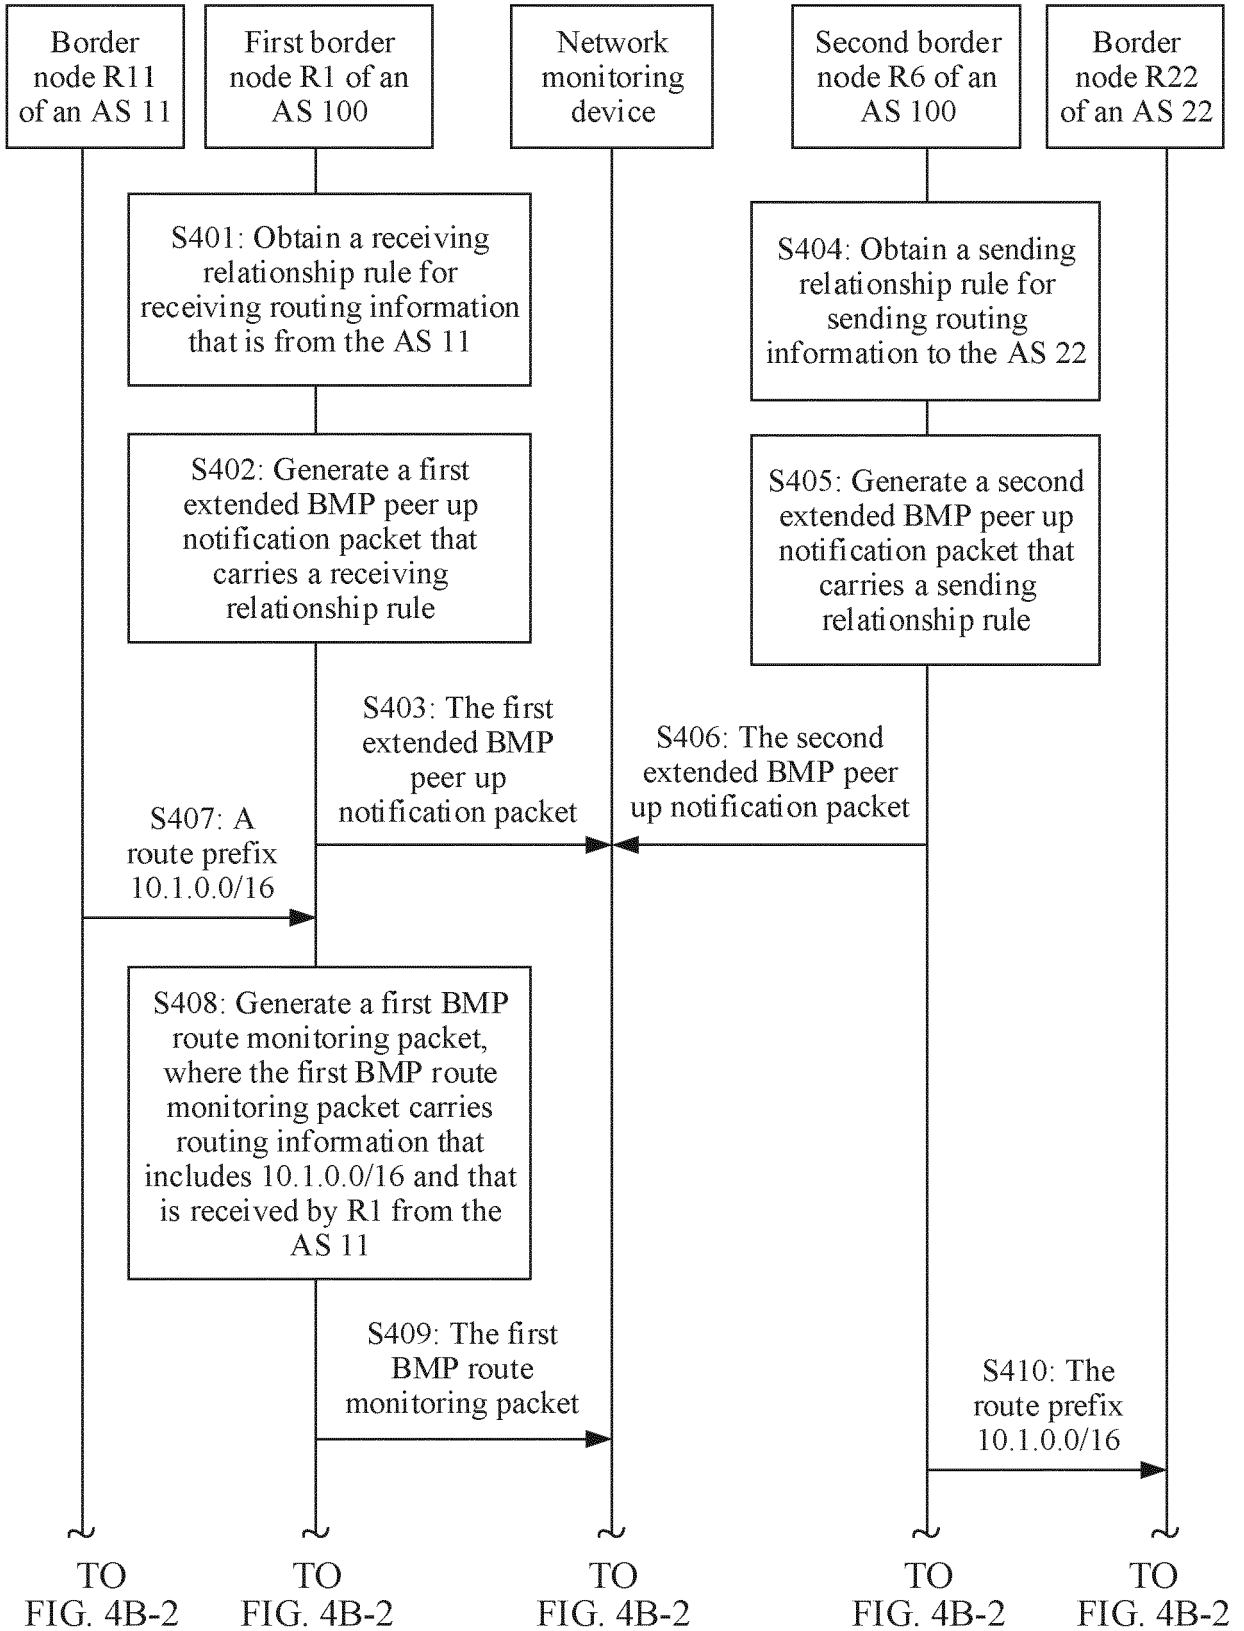 Border
node R11
of an AS 11
First border
node R1 of an
AS 100
Network
monitoring
device
Second border
node R6 of an
AS 100
Border
node R22
of an AS 22
S401: Obtain a receiving
relationship rule for
receiving routing information
that is from the AS 11
S404: Obtain a sending
relationship rule for
sending routing
information to the AS 22
S402: Generate a first
extended BMP peer up
notification packet that
carries a receiving
relationship rule
S405: Generate a second
extended BMP peer up
notification packet that
carries a sending
relationship rule
S403: The first
extended BMP
peer up
notification packet
S406: The second
extended BMP peer
up notification packet
S407: A
route prefix
10.1.0.0/16
S408: Generate a first BMP
route monitoring packet,
where the first BMP route
monitoring packet carries
routing information that
includes 10.1.0.0/16 and that
is received by R1 from the
AS 11
S409: The first
BMP route
monitoring packet
S410: The
route prefix
10.1.0.0/16
TO
FIG. 4B-2
TO
FIG. 4B-2
TO
FIG. 4B-2
TO
FIG. 4B-2
TO
FIG. 4B-2